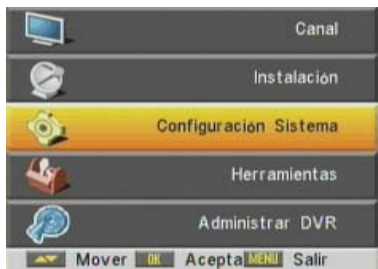 Canal
Instalación
Configuración Sistema
Herramientas
Administrar DVR
Mover OK Acepta MENU Salir